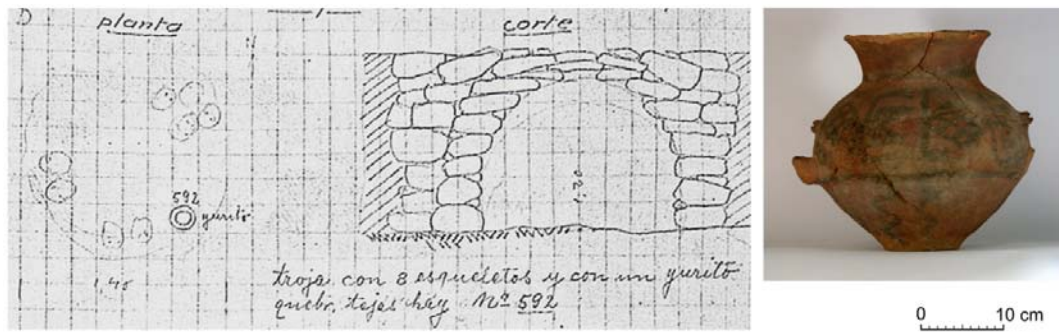 D
planta
corte
592
yurito
1.20
1.45
troja con 8 esqueletos y con un yurito
quebr. tejas hay Nº 592
0 10 cm